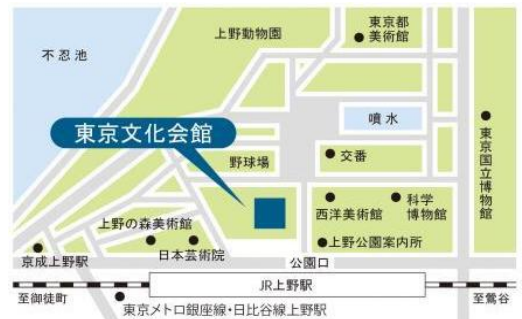 東京都
美術館
上野動物園
不忍池
噴水
東京文化会館
野球場
交番
東京国立博物館
西洋美術館
科学
博物館
上野の森美術館
日本芸術院
上野公園案内所
京成上野駅
公園口
JR上野駅
至御徒町
至鶯谷
東京メトロ銀座線・日比谷線上野駅